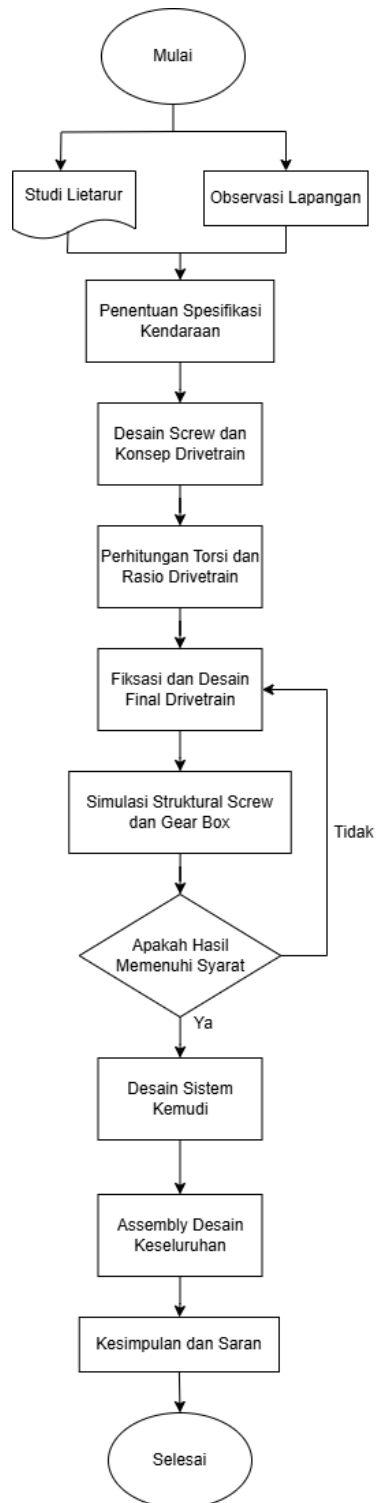 Mulai
Studi Lietarur
Observasi Lapangan
Penentuan Spesifikasi
Kendaraan
Desain Screw dan
Konsep Drivetrain
Perhitungan Torsi dan
Rasio Drivetrain
Fiksasi dan Desain
Final Drivetrain
Simulasi Struktural Screw
dan Gear Box
Tidak
Apakah Hasil
Memenuhi Syarat
Ya
Desain Sistem
Kemudi
Assembly Desain
Keseluruhan
Kesimpulan dan Saran
Selesai